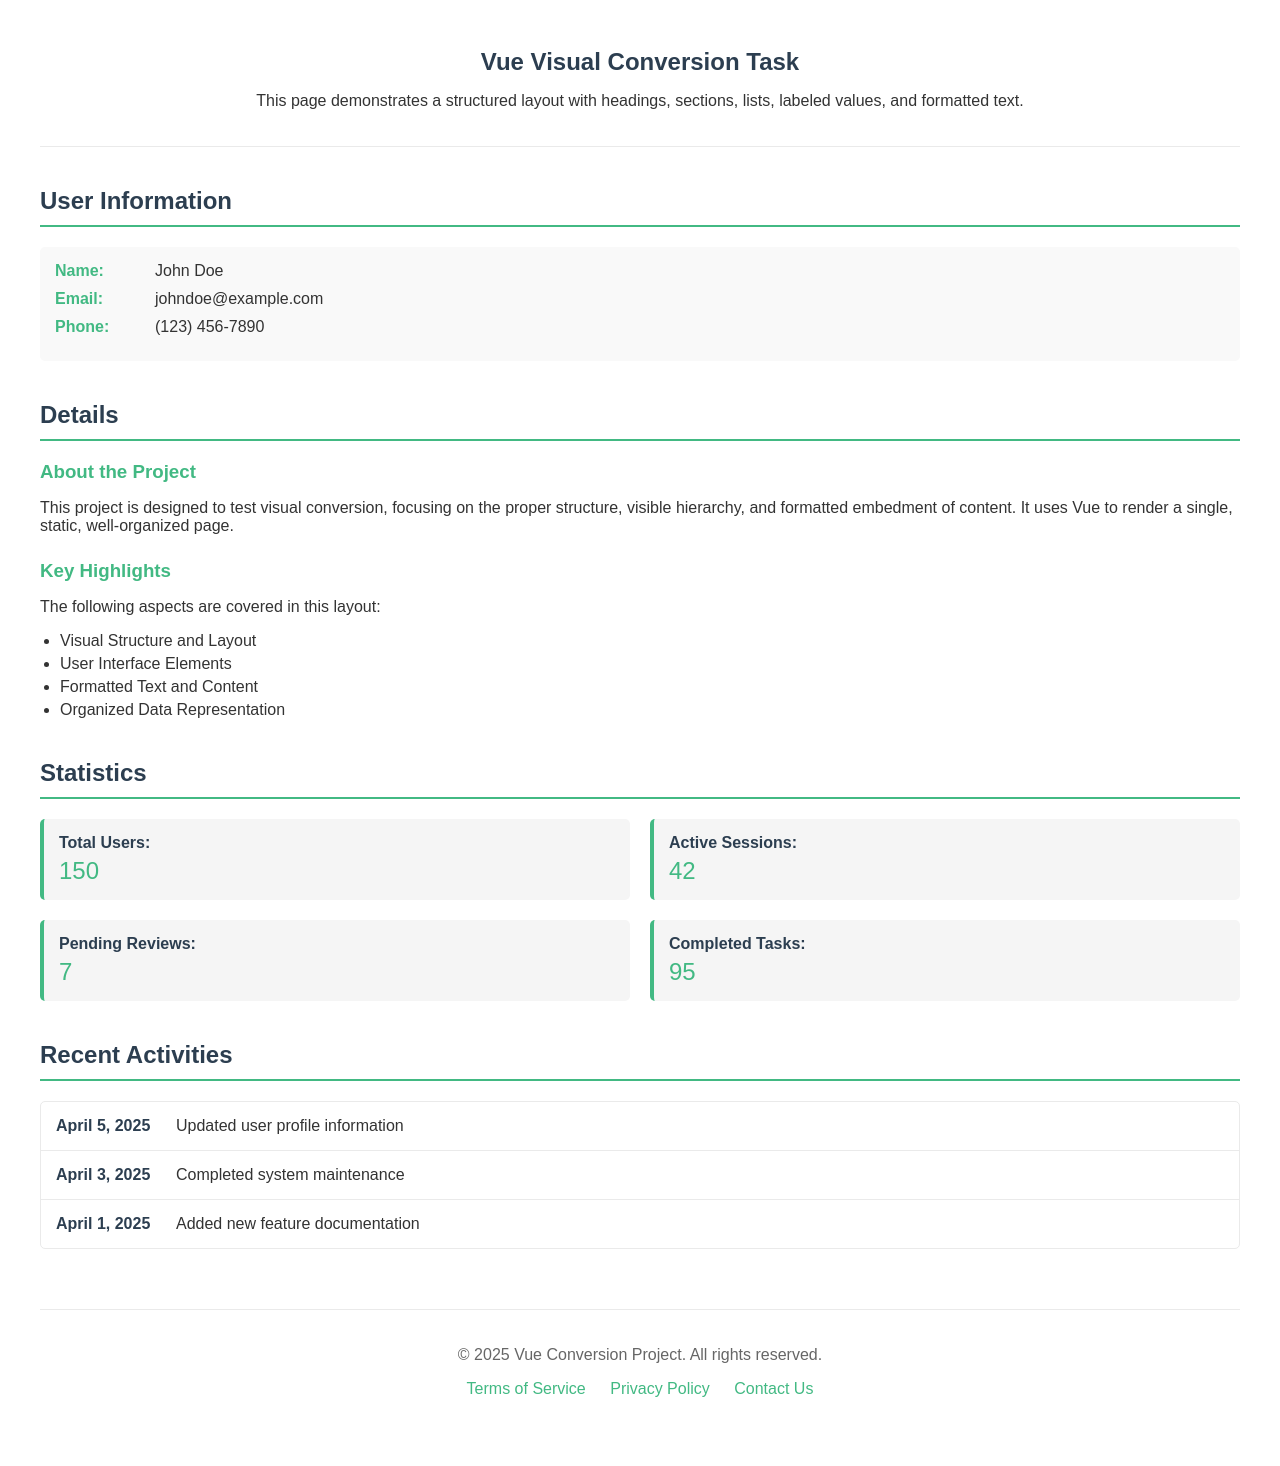 Vue Visual Conversion Task
This page demonstrates a structured layout with headings, sections, lists, labeled values, and formatted text.
User Information
Name: John Doe
Email: johndoe@example.com
Phone: (123) 456-7890
Details
About the Project
This project is designed to test visual conversion, focusing on the proper structure, visible hierarchy, and formatted embedment of content. It uses Vue to render a single,
static, well-organized page.
Key Highlights
The following aspects are covered in this layout:
• Visual Structure and Layout
• User Interface Elements
• Formatted Text and Content
• Organized Data Representation
Statistics
Total Users:
150
Active Sessions:
42
Pending Reviews:
7
Completed Tasks:
95
Recent Activities
April 5, 2025 Updated user profile information
April 3, 2025 Completed system maintenance
April 1, 2025 Added new feature documentation
© 2025 Vue Conversion Project. All rights reserved.
Terms of Service Privacy Policy Contact Us